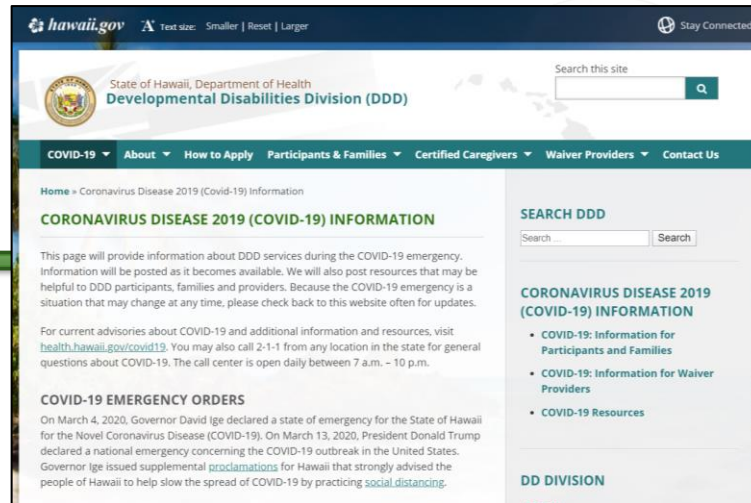 hawaii.gov A Text size: Smaller | Reset | Larger Stay Connected
State of Hawaii, Department of Health
Developmental Disabilities Division (DDD)
Search this site
COVID-19 About How to Apply Participants & Families Certified Caregivers Waiver Providers Contact Us
Home » Coronavirus Disease 2019 (Covid-19) Information
CORONAVIRUS DISEASE 2019 (COVID-19) INFORMATION
This page will provide information about DDD services during the COVID-19 emergency.
Information will be posted as it becomes available. We will also post resources that may be
helpful to DDD participants, families and providers. Because the COVID-19 emergency is a
situation that may change at any time, please check back to this website often for updates.
For current advisories about COVID-19 and additional information and resources, visit
health.hawaii.gov/covid19. You may also call 2-1-1 from any location in the state for general
questions about COVID-19. The call center is open daily between 7 a.m. – 10 p.m.
COVID-19 EMERGENCY ORDERS
On March 4, 2020, Governor David Ige declared a state of emergency for the State of Hawaii
for the Novel Coronavirus Disease (COVID-19). On March 13, 2020, President Donald Trump
declared a national emergency concerning the COVID-19 outbreak in the United States.
Governor Ige issued supplemental proclamations for Hawaii that strongly advised the
people of Hawaii to help slow the spread of COVID-19 by practicing social distancing.
SEARCH DDD
Search ... Search
CORONAVIRUS DISEASE 2019
(COVID-19) INFORMATION
• COVID-19: Information for
Participants and Families
• COVID-19: Information for Waiver
Providers
• COVID-19 Resources
DD DIVISION